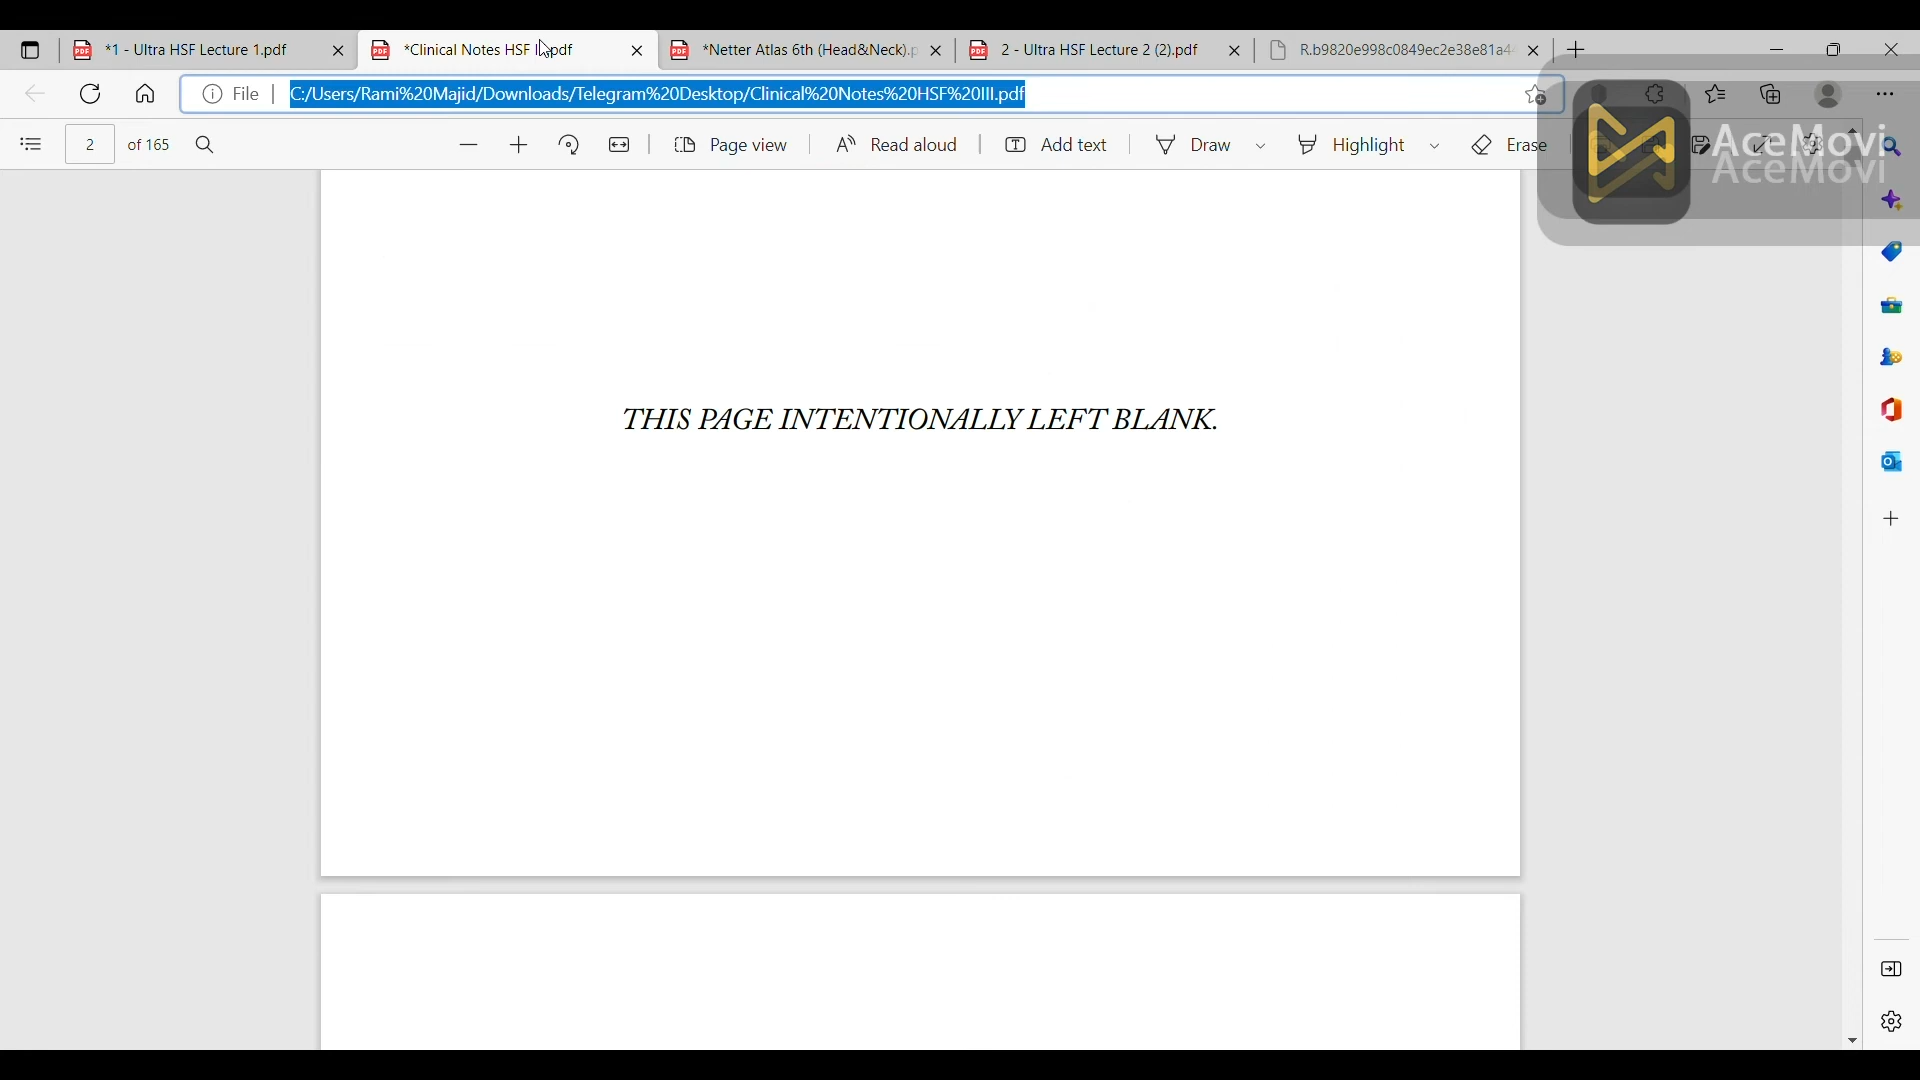 *1 - Ultra HSF Lecture 1.pdf
*Clinical Notes HSF III.pdf
*Netter Atlas 6th (Head&Neck).p
2 - Ultra HSF Lecture 2 (2).pdf
R.b9820e998c0849ec2e38e81a4
File
C:/Users/Rami%20Majid/Downloads/Telegram%20Desktop/Clinical%20Notes%20HSF%20III.pdf
2 of 165
Page view
Read aloud
Add text
Draw
Highlight
Erase
AceMovi
AceMovi
THIS PAGE INTENTIONALLY LEFT BLANK.